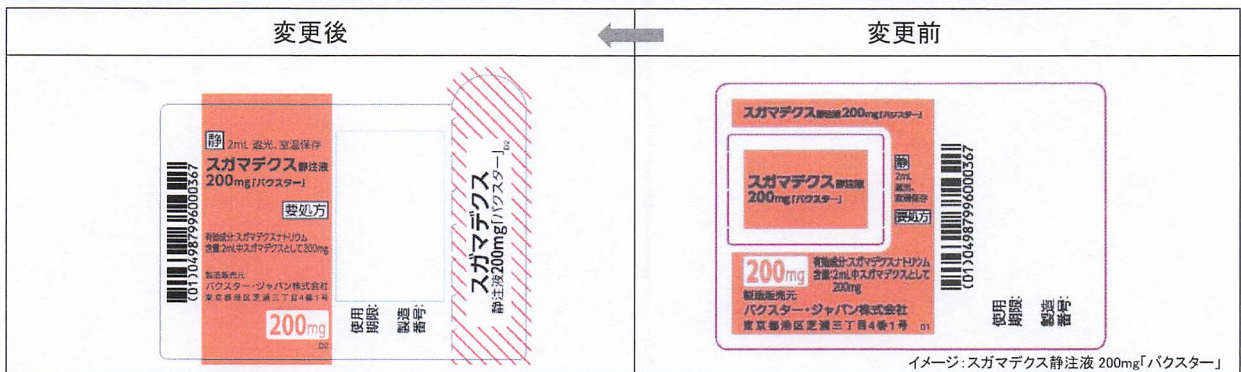 変更後
変更前
静 2mL 遮光、室温保存
スガマデクス静注液
200mg「バクスター」
要処方
有効成分:スガマデクスナトリウム
含量:2mL中スガマデクスとして200mg
製造販売元
バクスター・ジャパン株式会社
東京都港区芝浦三丁目4番1号
200mg
D2
(01)04987996000367
使用
期限:
製造
番号:
スガマデクス
静注液200mg「バクスター」
D2
スガマデクス静注液200mg「バクスター」
スガマデクス静注液
200mg「バクスター」
静
2mL
遮光、
室温保存
要処方
200mg
有効成分:スガマデクスナトリウム
含量:2mL中スガマデクスとして
200mg
製造販売元
バクスター・ジャパン株式会社
東京都港区芝浦三丁目4番1号
D1
(01)04987996000367
使用
期限:
製造
番号:
イメージ:スガマデクス静注液 200mg「バクスター」